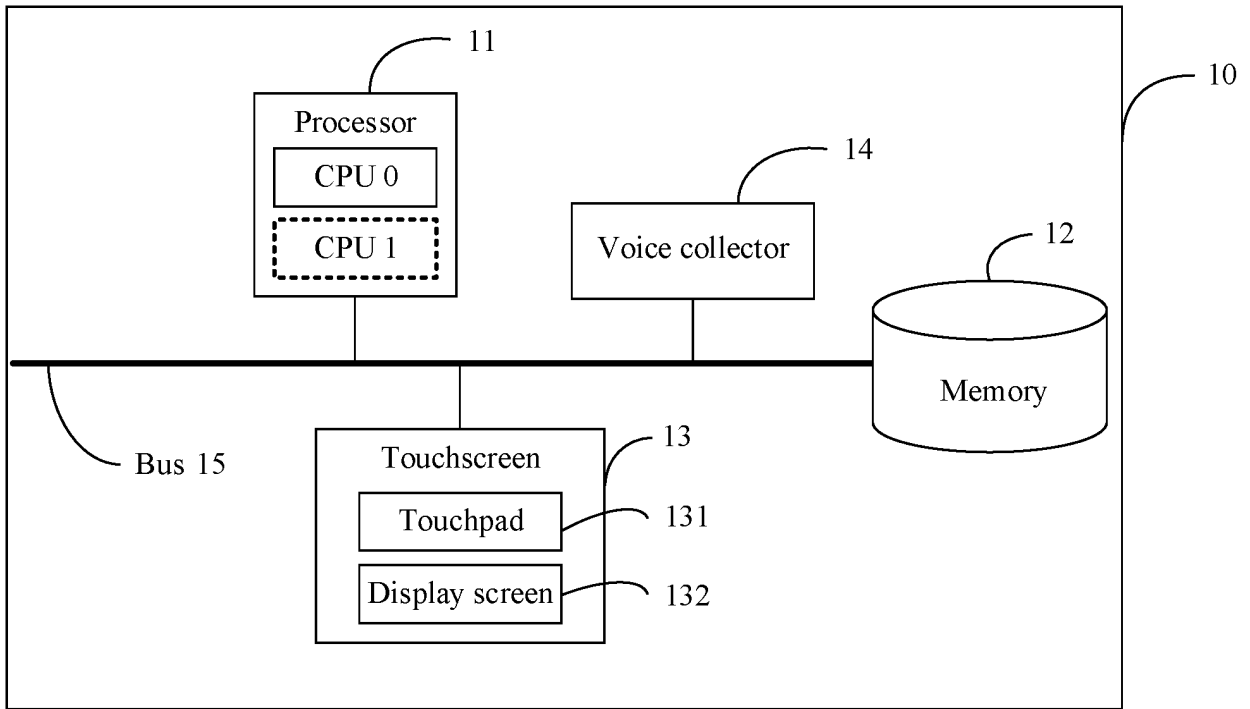 11
10
Processor
CPU 0
14
CPU 1
Voice collector
12
Memory
Bus 15
13
Touchscreen
Touchpad
131
Display screen
132